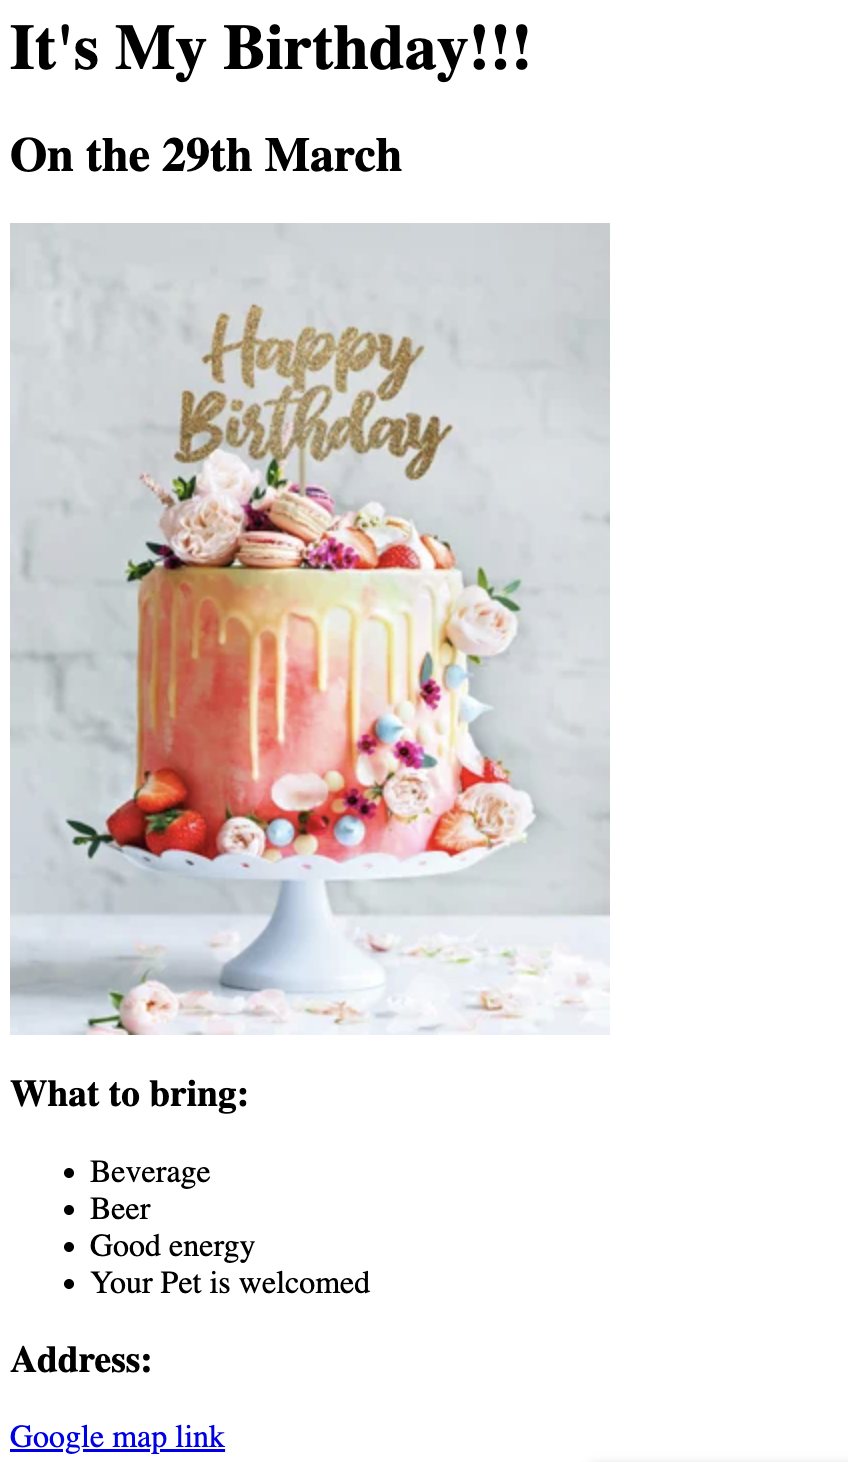 It's My Birthday!!!
On the 29th March
Happy
Birthday
What to bring:
Beverage
Beer
Good energy
Your Pet is welcomed
Address:
Google map link